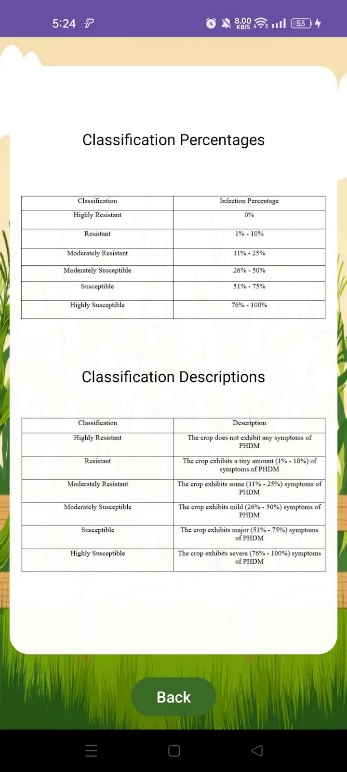 5:24
6.00 KB/S 53
Classification Percentages
Classification Infection Percentage
Highly Resistant 0%
Resistant 1% - 10%
Moderately Resistant 11% - 25%
Moderately Susceptible 26% - 50%
Susceptible 51% - 75%
Highly Susceptible 76% - 100%
Classification Descriptions
Classification Description
Highly Resistant The crop does not exhibit any symptoms of
PHDM
Resistant The crop exhibits a tiny amount (1% - 10%) of
symptoms of PHDM
Moderately Resistant The crop exhibits some (11% - 25%) symptoms of
PHDM
Moderately Susceptible The crop exhibits mild (26% - 50%) symptoms of
PHDM
Susceptible The crop exhibits major (51% - 75%) symptoms
of PHDM
Highly Susceptible The crop exhibits severe (76% - 100%) symptoms
of PHDM
Back